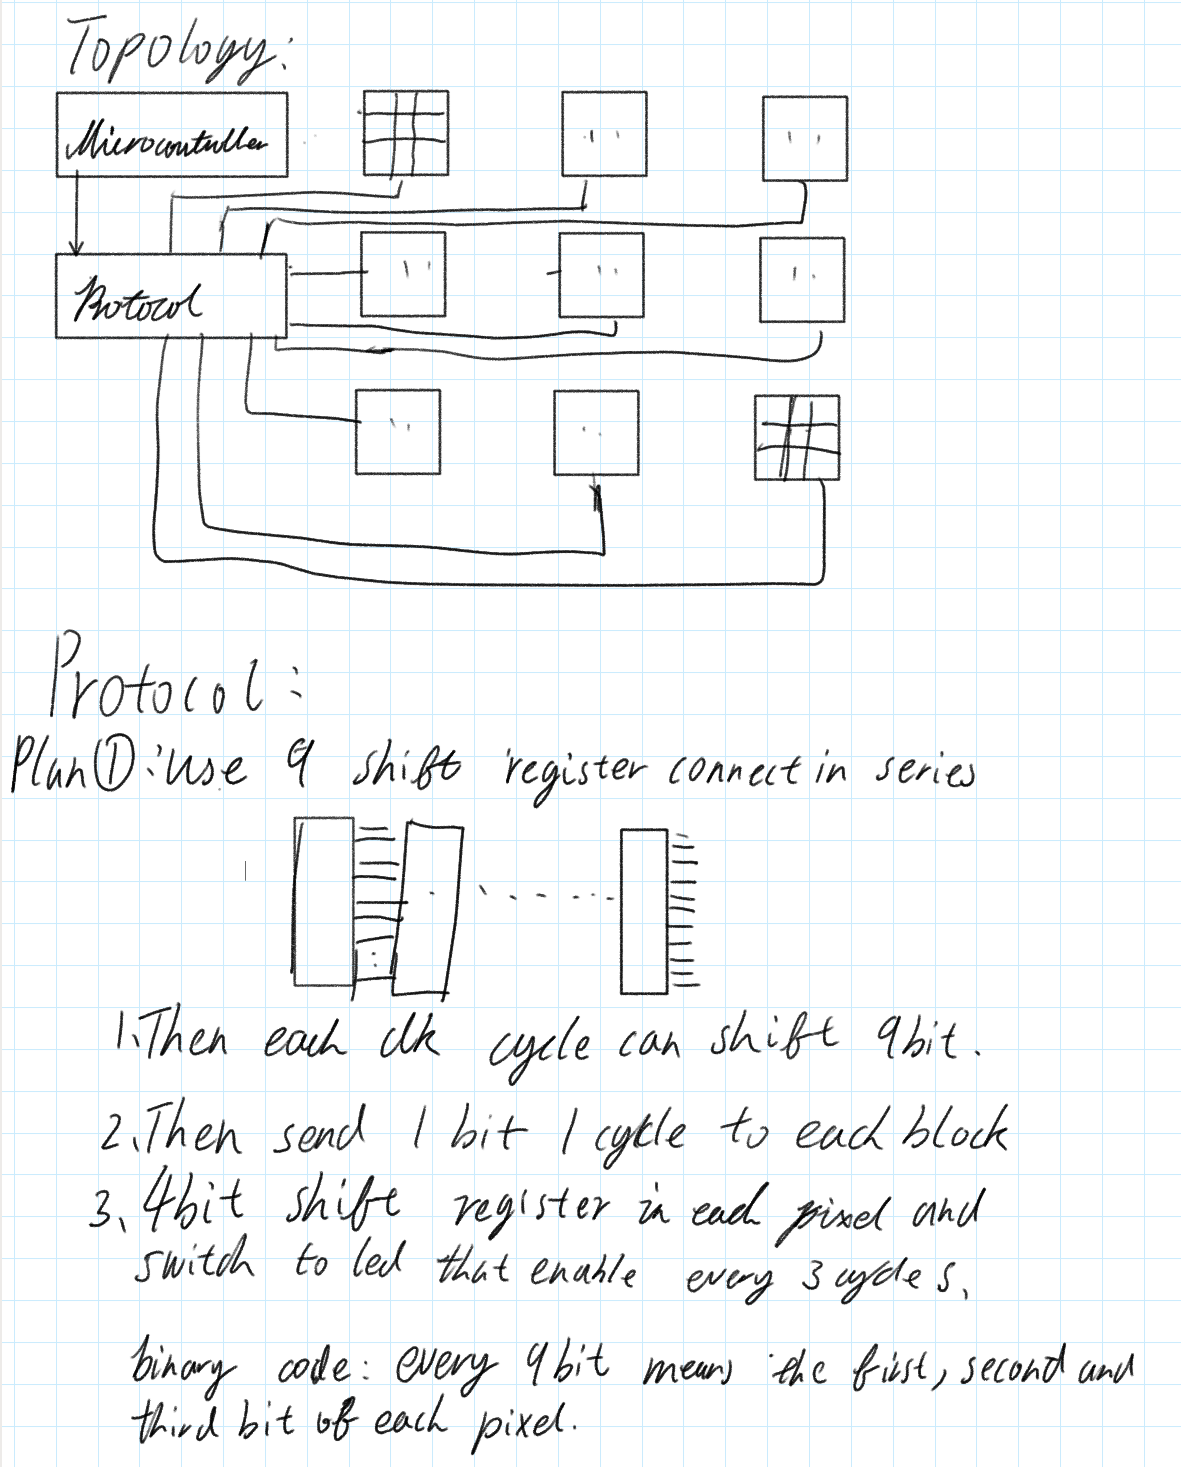 Topology:
Microcontroller
Protocol
Protocol:
Plan①: use 9 shift register connect in series
1. Then each clk cycle can shift 9bit.
2. Then send 1 bit 1 cycle to each block
3. 4bit shift register in each pixel and
switch to led that enable every 3 cycles.
binary code: every 9bit means the first, second and
third bit of each pixel.